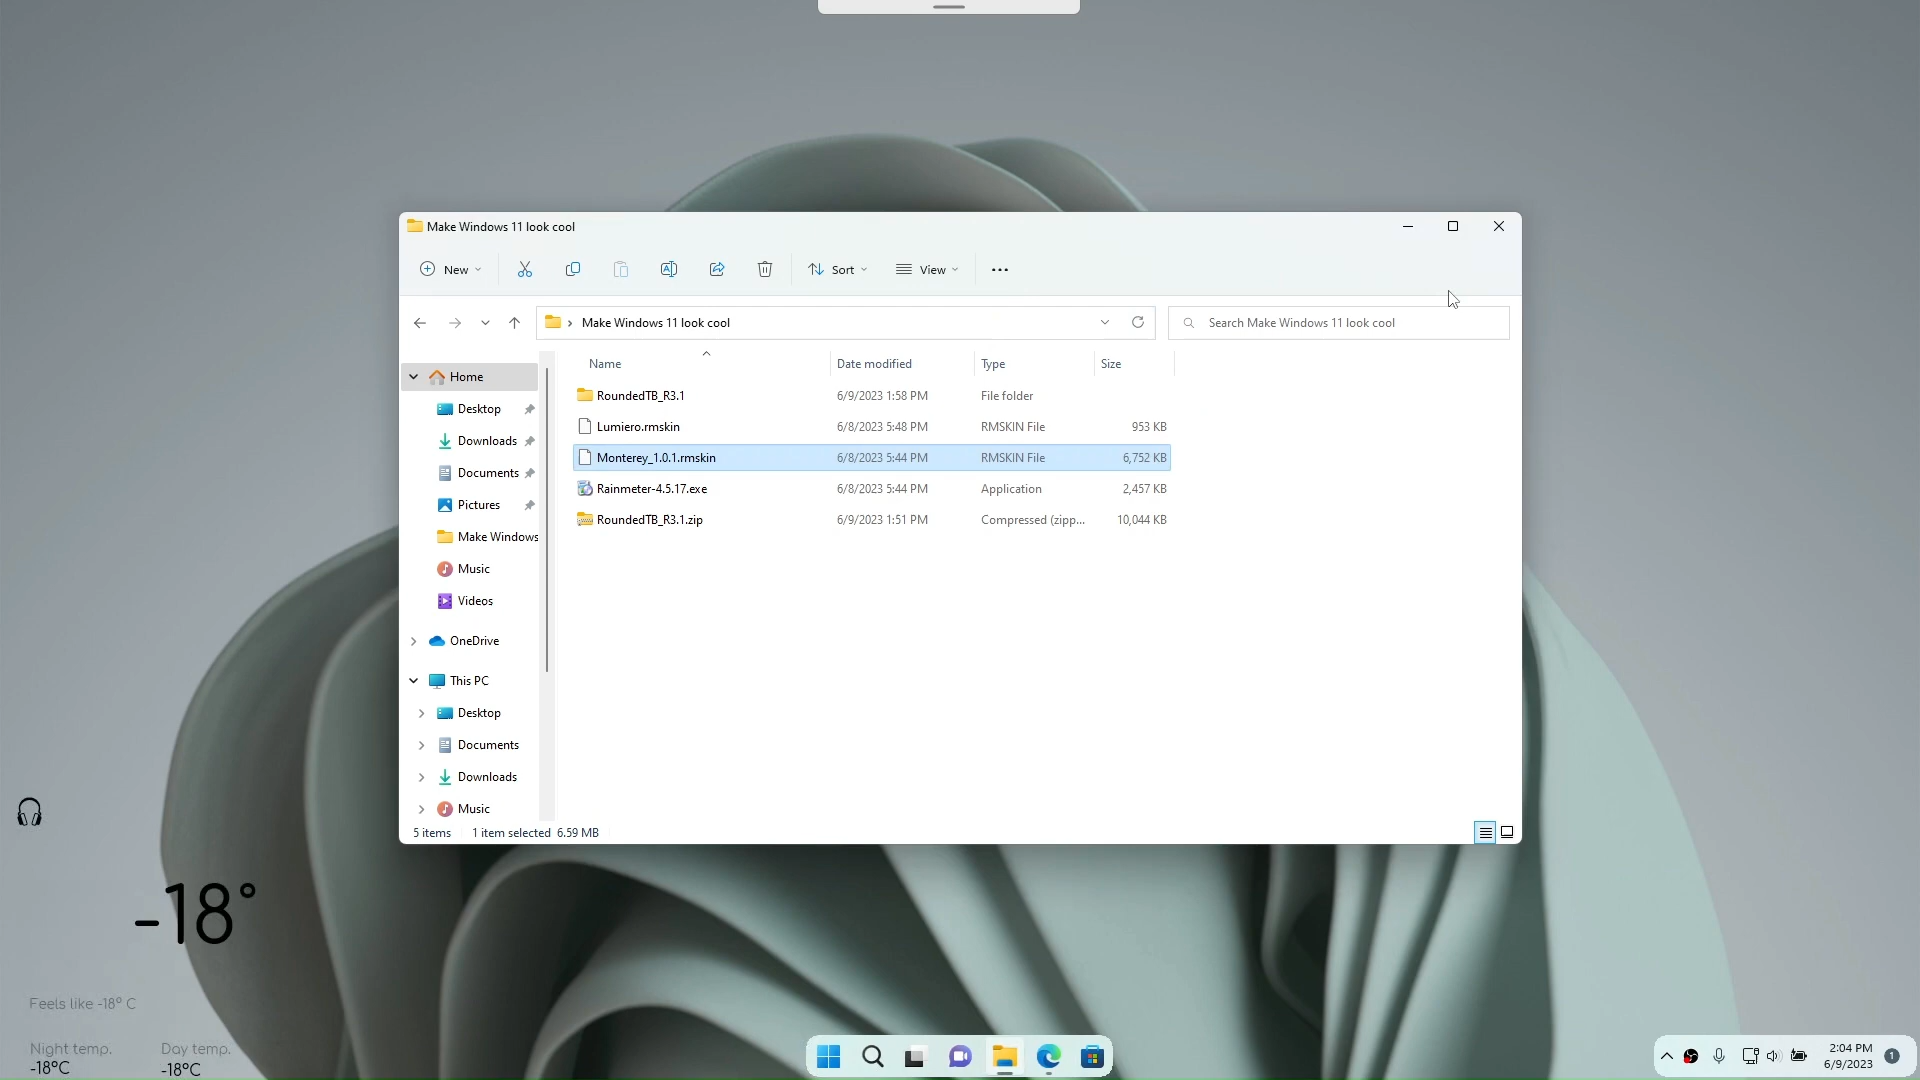 Make Windows 11 look cool
New
Sort
View
Make Windows 11 look cool
Search Make Windows 11 look cool
Name
Date modified
Type
Size
Home
Desktop
Downloads
Documents
Pictures
Make Windows
Music
Videos
OneDrive
This PC
Desktop
Documents
Downloads
Music
RoundedTB_R3.1 6/9/2023 1:58 PM File folder
Lumiero.rmskin 6/8/2023 5:48 PM RMSKIN File 953 KB
Monterey_1.0.1.rmskin 6/8/2023 5:44 PM RMSKIN File 6,752 KB
Rainmeter-4.5.17.exe 6/8/2023 5:44 PM Application 2,457 KB
RoundedTB_R3.1.zip 6/9/2023 1:51 PM Compressed (zipp... 10,044 KB
5 items 1 item selected 6.59 MB
-18°
Feels like -18° C
Night temp. Day temp.
-18°C -18°C
2:04 PM
6/9/2023
1